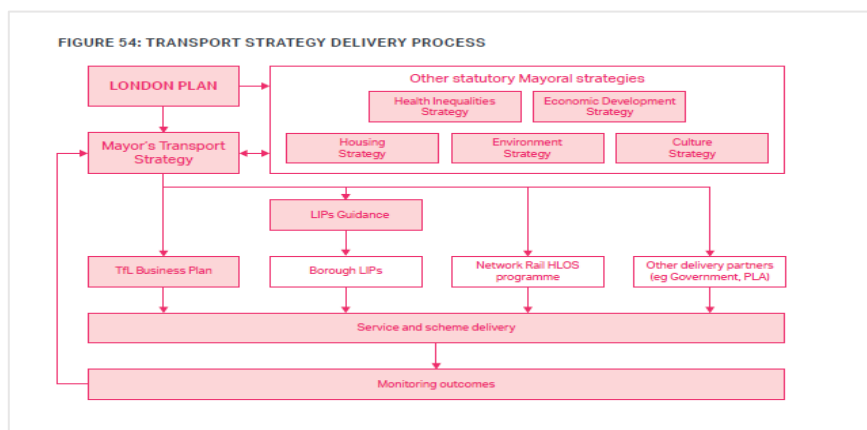 FIGURE 54: TRANSPORT STRATEGY DELIVERY PROCESS
LONDON PLAN
Other statutory Mayoral strategies
Health Inequalities
Strategy
Economic Development
Strategy
Mayor's Transport
Strategy
Housing
Strategy
Environment
Strategy
Culture
Strategy
LIPs Guidance
TfL Business Plan
Borough LIPs
Network Rail HLOS
programme
Other delivery partners
(eg Government, PLA)
Service and scheme delivery
Monitoring outcomes